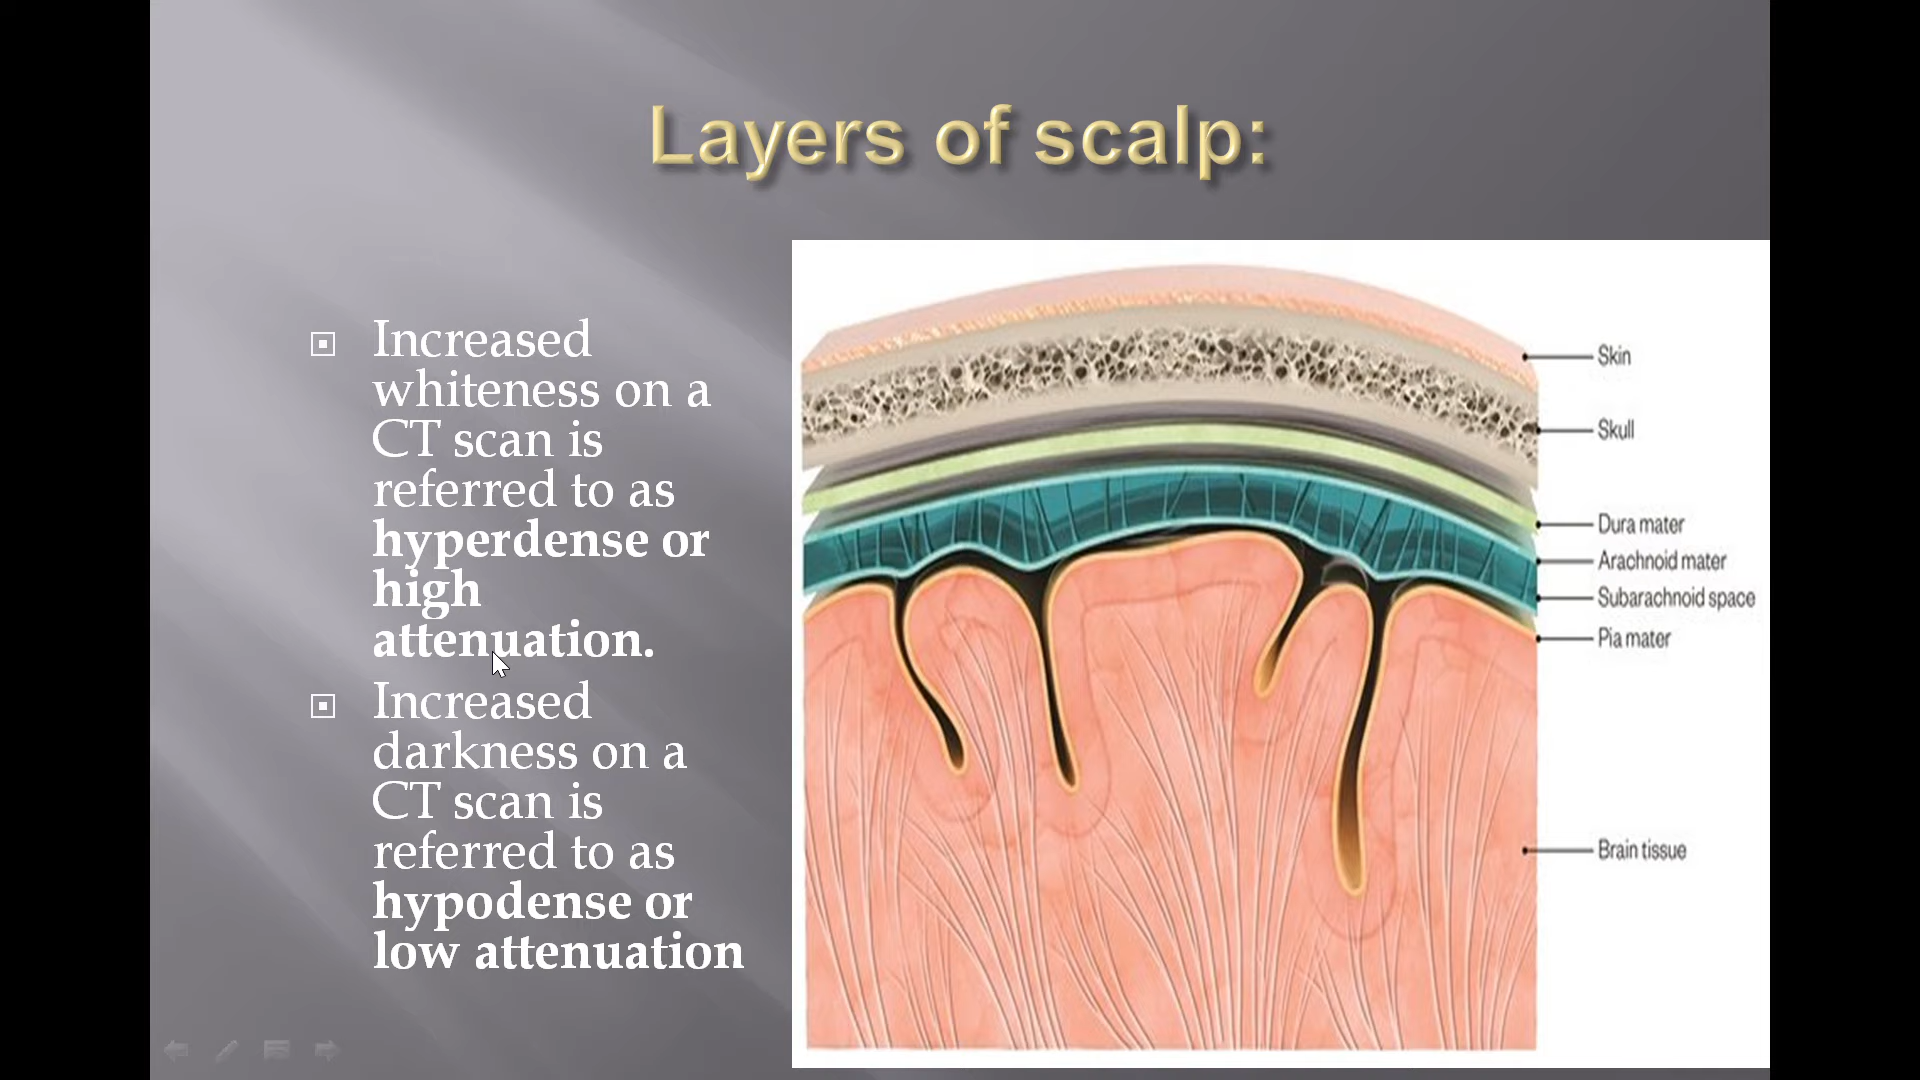 Layers of scalp:
Increased
whiteness on a
CT scan is
referred to as
hyperdense or
high
attenuation.
Increased
darkness on a
CT scan is
referred to as
hypodense or
low attenuation
Skin
Skull
Dura mater
Arachnoid mater
Subarachnoid space
Pia mater
Brain tissue